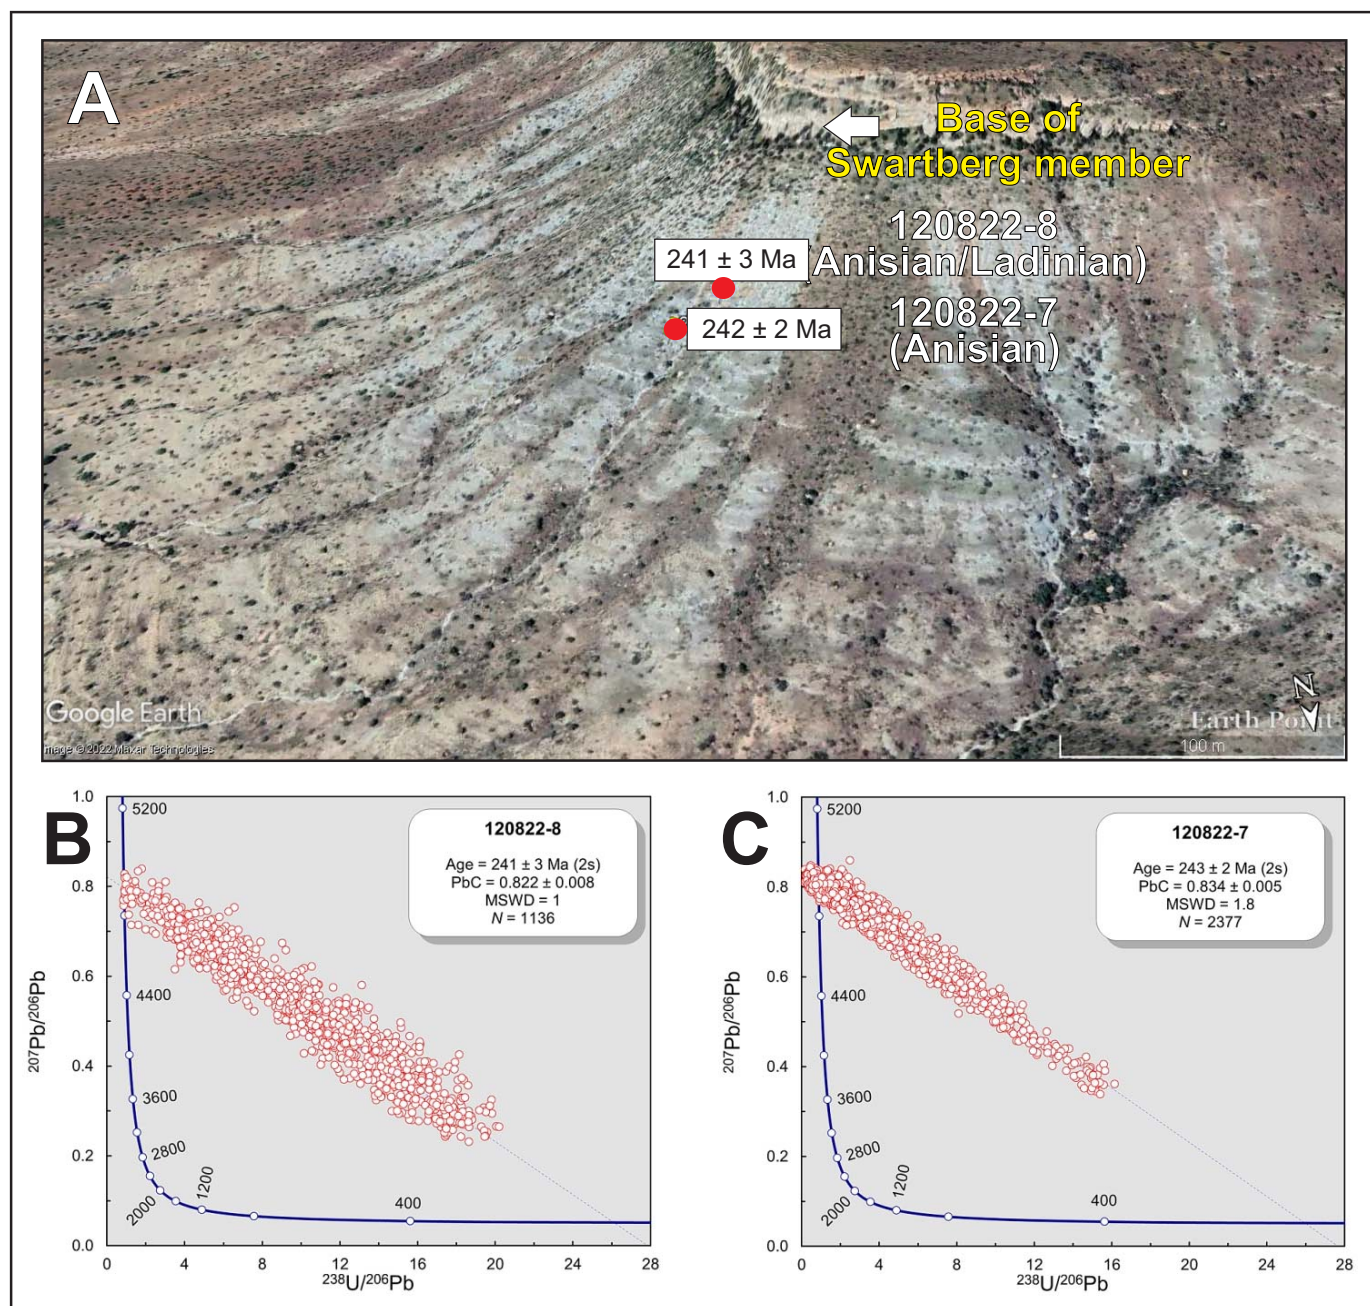 A
Base of
Swartberg member
120822-8
(Anisian/Ladinian)
241 ± 3 Ma
120822-7
(Anisian)
242 ± 2 Ma
Google Earth
Image © 2022 Maxar Technologies
N
Earth Point
100 m
B
120822-8
Age = 241 ± 3 Ma (2s)
PbC = 0.822 ± 0.008
MSWD = 1
N = 1136
1.0
0.8
0.6
0.4
0.2
0.0
5200
4400
3600
2800
2000
1200
400
0
4
8
12
16
20
24
28
²⁰⁷Pb/²⁰⁶Pb
²³⁸U/²⁰⁶Pb
C
120822-7
Age = 243 ± 2 Ma (2s)
PbC = 0.834 ± 0.005
MSWD = 1.8
N = 2377
1.0
0.8
0.6
0.4
0.2
0.0
5200
4400
3600
2800
2000
1200
400
0
4
8
12
16
20
24
28
²⁰⁷Pb/²⁰⁶Pb
²³⁸U/²⁰⁶Pb